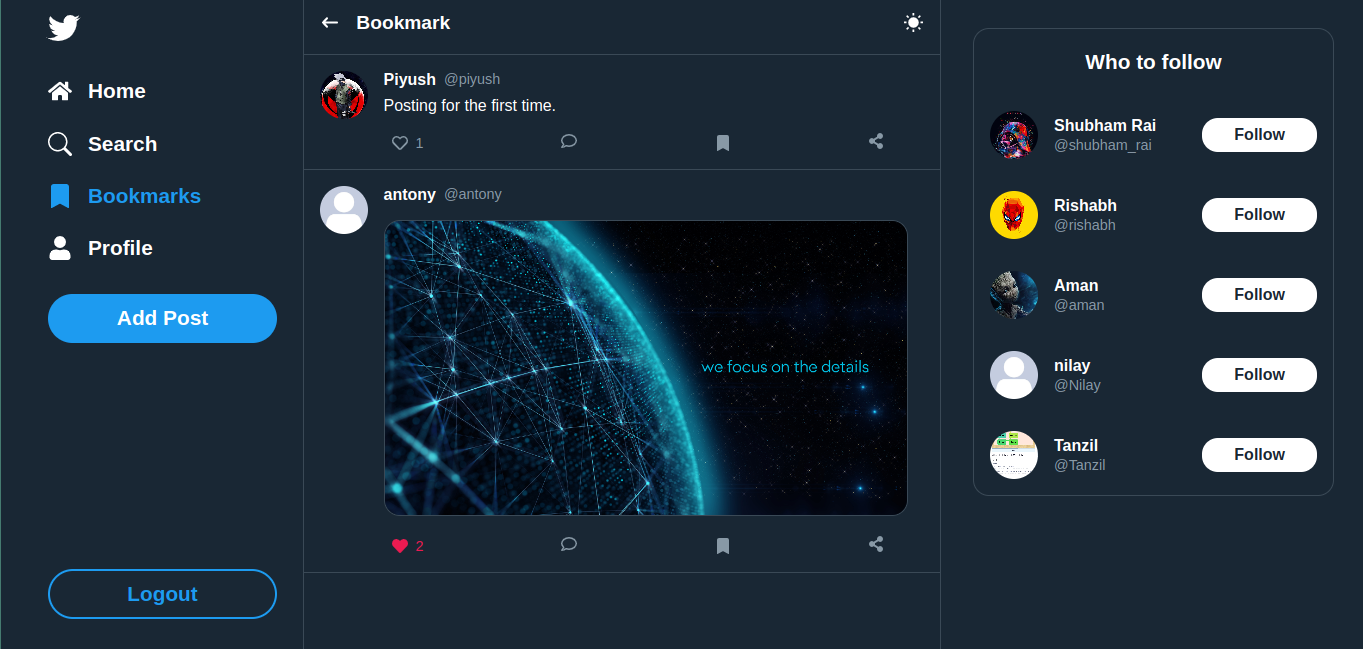 Home
Search
Bookmarks
Profile
Add Post
Logout
Bookmark
Piyush @piyush
Posting for the first time.
1
antony @antony
we focus on the details
2
Who to follow
Shubham Rai
@shubham_rai
Follow
Rishabh
@rishabh
Follow
Aman
@aman
Follow
nilay
@Nilay
Follow
Tanzil
@Tanzil
Follow